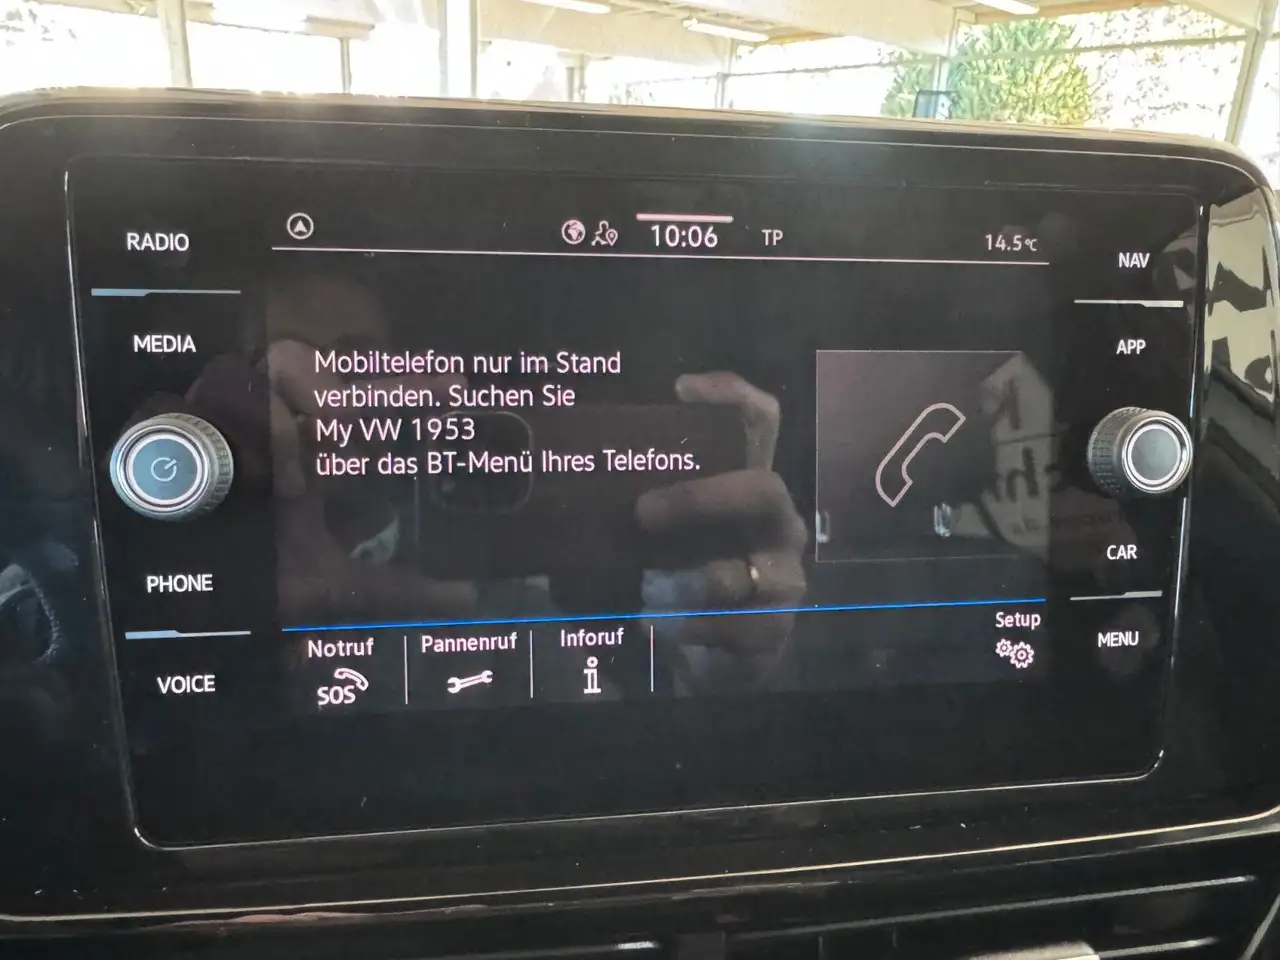 RADIO
MEDIA
PHONE
VOICE
10:06
TP
14.5°C
Mobiltelefon nur im Stand
verbinden. Suchen Sie
My VW 1953
über das BT-Menü Ihres Telefons.
Notruf
SOS
Pannenruf
Inforuf
i
Setup
NAV
APP
CAR
MENU